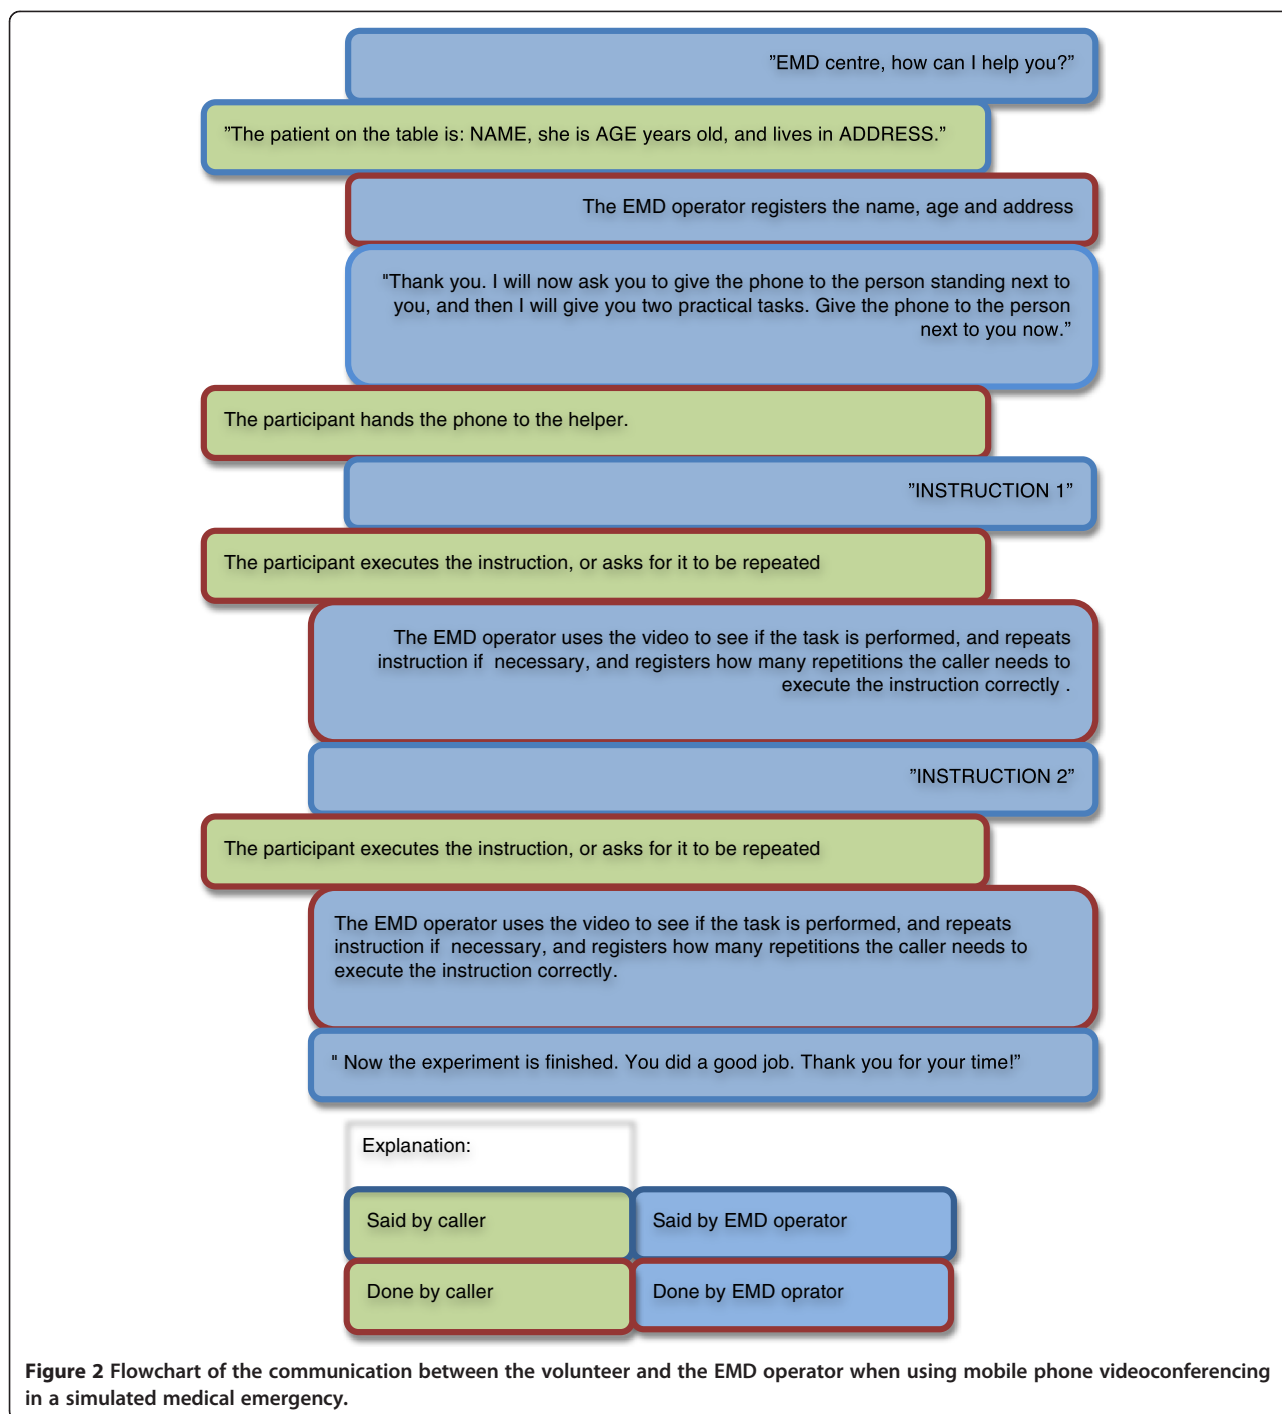 ”EMD centre, how can I help you?”
”The patient on the table is: NAME, she is AGE years old, and lives in ADDRESS.”
The EMD operator registers the name, age and address
"Thank you. I will now ask you to give the phone to the person standing next to
you, and then I will give you two practical tasks. Give the phone to the person
next to you now.”
The participant hands the phone to the helper.
”INSTRUCTION 1”
The participant executes the instruction, or asks for it to be repeated
The EMD operator uses the video to see if the task is performed, and repeats
instruction if  necessary, and registers how many repetitions the caller needs to
execute the instruction correctly .
”INSTRUCTION 2”
The participant executes the instruction, or asks for it to be repeated
The EMD operator uses the video to see if the task is performed, and repeats
instruction if  necessary, and registers how many repetitions the caller needs to
execute the instruction correctly.
" Now the experiment is finished. You did a good job. Thank you for your time!”
Explanation:
Said by caller
Said by EMD operator
Done by caller
Done by EMD oprator
Figure 2 Flowchart of the communication between the volunteer and the EMD operator when using mobile phone videoconferencing
in a simulated medical emergency.